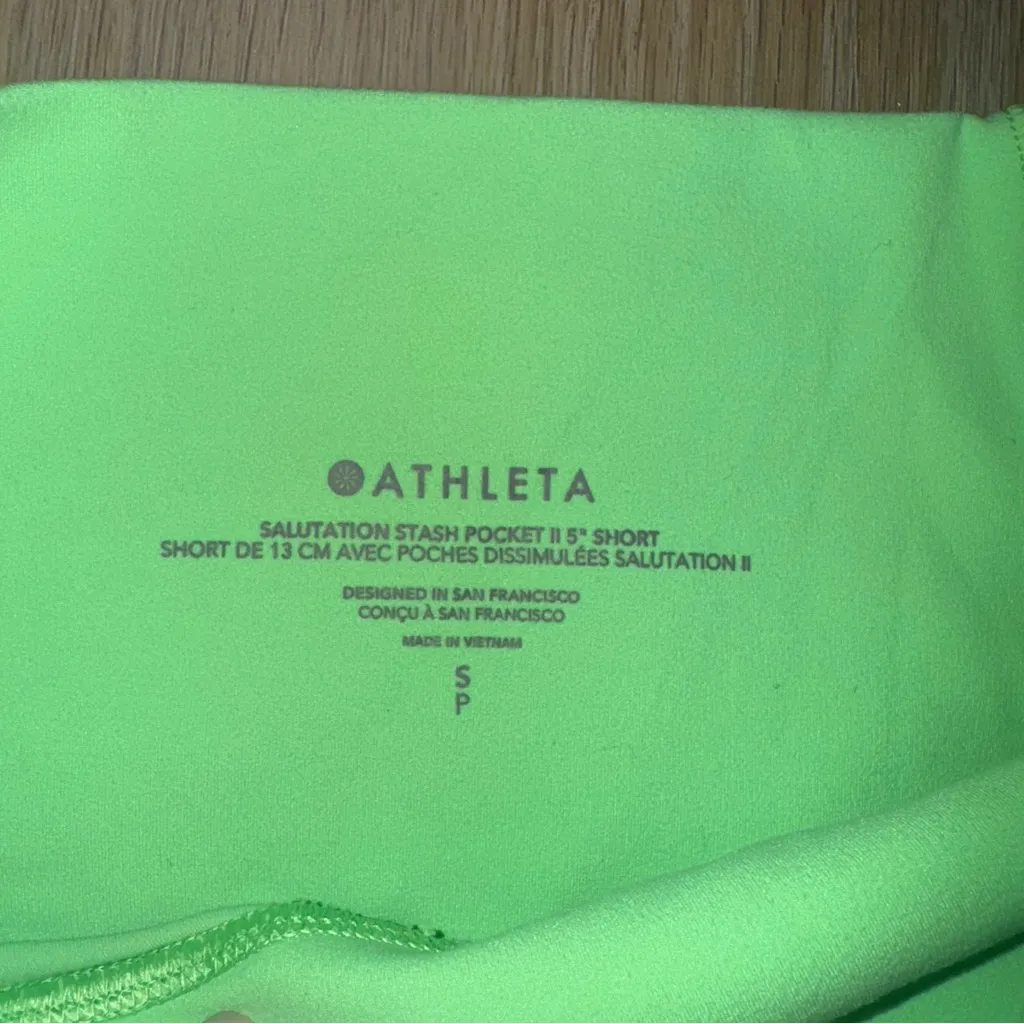 ATHLETA
SALUTATION STASH POCKET II 5" SHORT
SHORT DE 13 CM AVEC POCHES DISSIMULÉES SALUTATION II
DESIGNED IN SAN FRANCISCO
CONÇU À SAN FRANCISCO
MADE IN VIETNAM
S
P